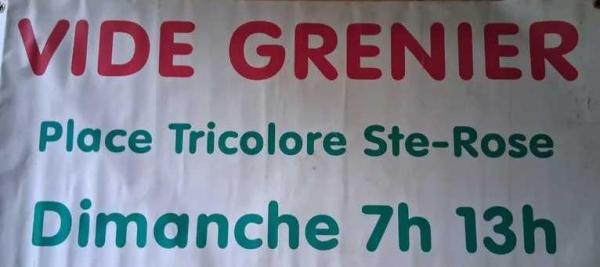 VIDE GRENIER
Place Tricolore Ste-Rose
Dimanche 7h 13h